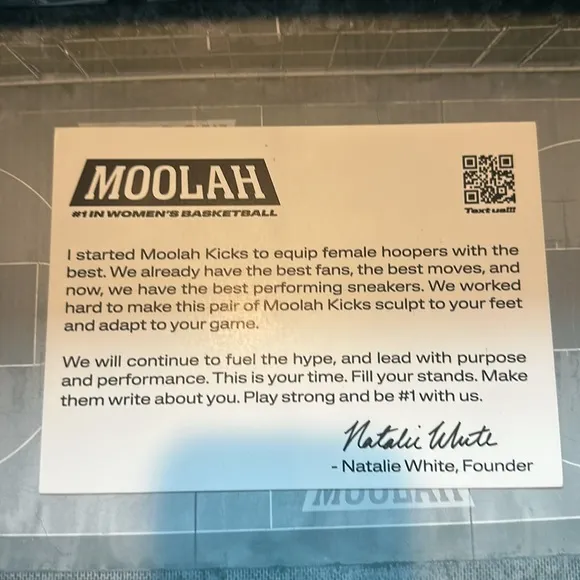 MOOLAH
#1 IN WOMEN'S BASKETBALL
Text us!!!
I started Moolah Kicks to equip female hoopers with the
best. We already have the best fans, the best moves, and
now, we have the best performing sneakers. We worked
hard to make this pair of Moolah Kicks sculpt to your feet
and adapt to your game.
We will continue to fuel the hype, and lead with purpose
and performance. This is your time. Fill your stands. Make
them write about you. Play strong and be #1 with us.
Natalie White
- Natalie White, Founder
MOOLAH